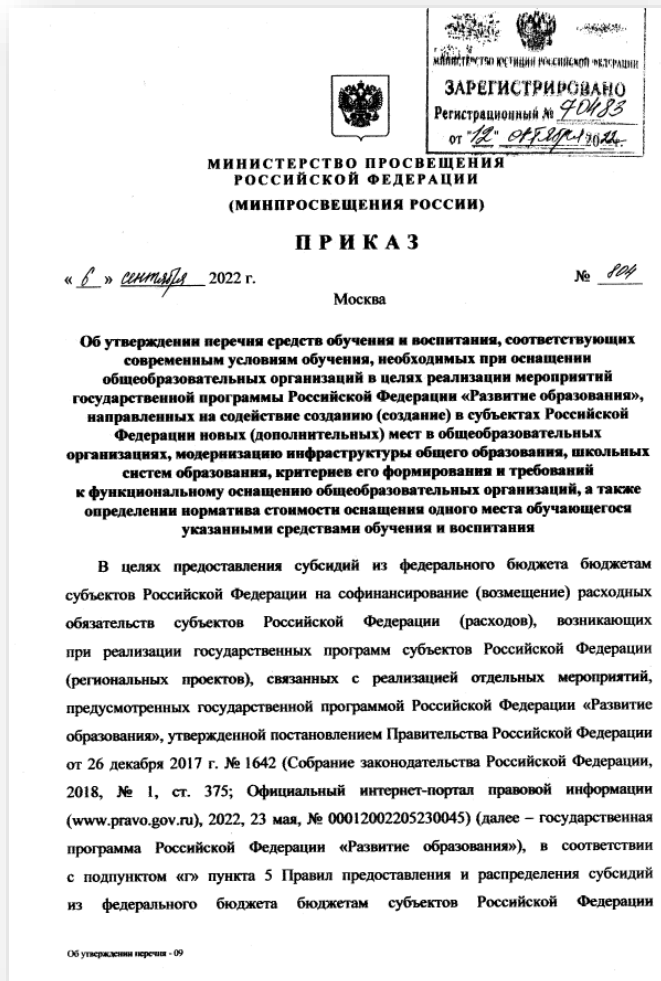 МИНИСТЕРСТВО ЮСТИЦИИ РОССИЙСКОЙ ФЕДЕРАЦИИ
ЗАРЕГИСТРИРОВАНО
Регистрационный № 70483
от "12" октября 2022г.
МИНИСТЕРСТВО ПРОСВЕЩЕНИЯ
РОССИЙСКОЙ ФЕДЕРАЦИИ
(МИНПРОСВЕЩЕНИЯ РОССИИ)
ПРИКАЗ
« 6 » сентября 2022 г.
№ 804
Москва
Об утверждении перечня средств обучения и воспитания, соответствующих
современным условиям обучения, необходимых при оснащении
общеобразовательных организаций в целях реализации мероприятий
государственной программы Российской Федерации «Развитие образования»,
направленных на содействие созданию (создание) в субъектах Российской
Федерации новых (дополнительных) мест в общеобразовательных
организациях, модернизацию инфраструктуры общего образования, школьных
систем образования, критериев его формирования и требований
к функциональному оснащению общеобразовательных организаций, а также
определении норматива стоимости оснащения одного места обучающегося
указанными средствами обучения и воспитания
В целях предоставления субсидий из федерального бюджета бюджетам
субъектов Российской Федерации на софинансирование (возмещение) расходных
обязательств субъектов Российской Федерации (расходов), возникающих
при реализации государственных программ субъектов Российской Федерации
(региональных проектов), связанных с реализацией отдельных мероприятий,
предусмотренных государственной программой Российской Федерации «Развитие
образования», утвержденной постановлением Правительства Российской Федерации
от 26 декабря 2017 г. № 1642 (Собрание законодательства Российской Федерации,
2018, № 1, ст. 375; Официальный интернет-портал правовой информации
(www.pravo.gov.ru), 2022, 23 мая, № 00012002205230045) (далее – государственная
программа Российской Федерации «Развитие образования»), в соответствии
с подпунктом «г» пункта 5 Правил предоставления и распределения субсидий
из федерального бюджета бюджетам субъектов Российской Федерации
Об утверждении перечня - 09